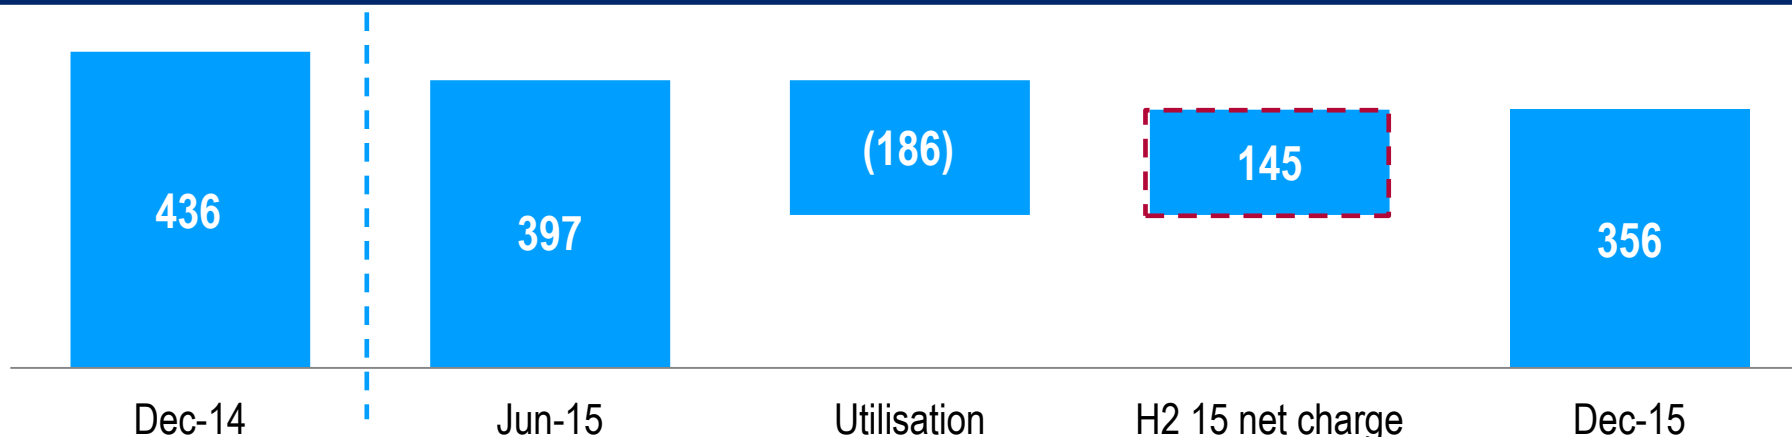 436
397
(186)
145
356
Dec-14
Jun-15
Utilisation
H2 15 net charge
Dec-15